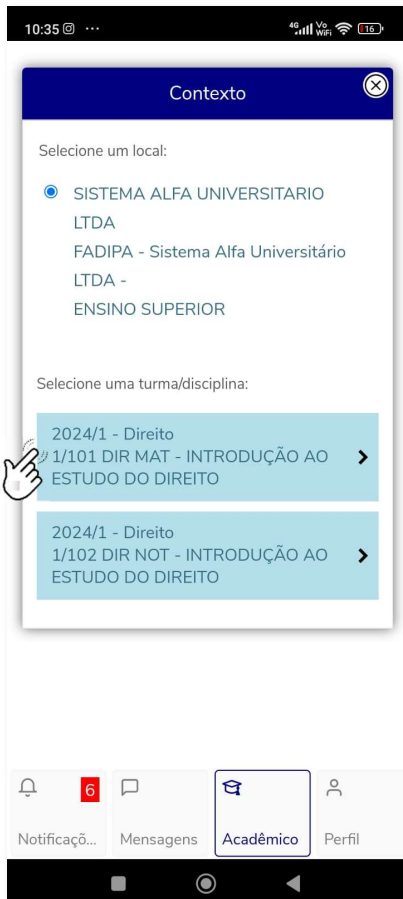 10:35 ... 4G Vo WiFi 16
Contexto
Selecione um local:
SISTEMA ALFA UNIVERSITARIO
LTDA
FADIPA - Sistema Alfa Universitário
LTDA -
ENSINO SUPERIOR
Selecione uma turma/disciplina:
2024/1 - Direito
1/101 DIR MAT - INTRODUÇÃO AO
ESTUDO DO DIREITO
2024/1 - Direito
1/102 DIR NOT - INTRODUÇÃO AO
ESTUDO DO DIREITO
6
Notificaçõ... Mensagens Acadêmico Perfil